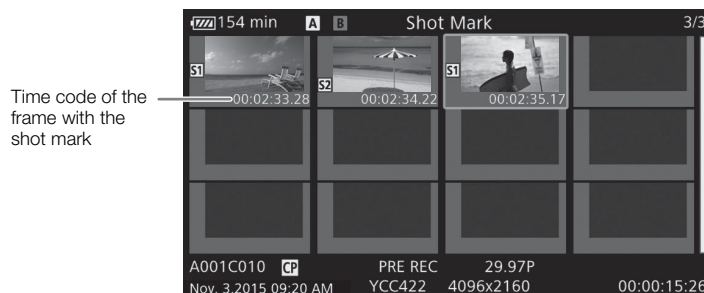 154 min A B Shot Mark 3/3
S1 S2 S1
00:02:33.28 00:02:34.22 00:02:35.17
Time code of the
frame with the
shot mark
A001C010 CP PRE REC 29.97P
Nov. 3.2015 09:20 AM YCC422 4096x2160 00:00:15:26